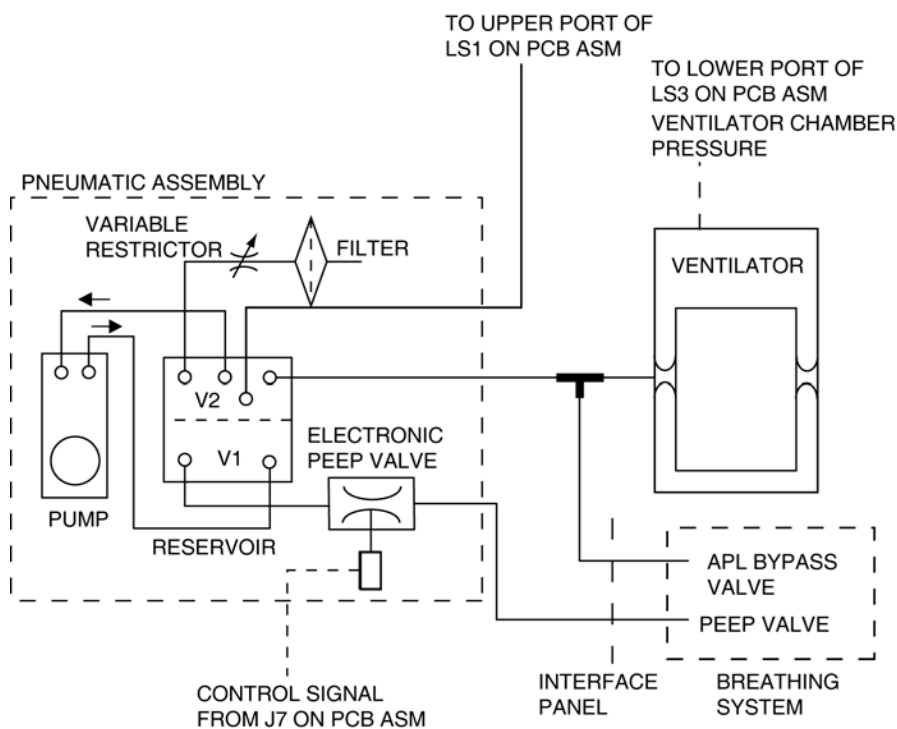 TO UPPER PORT OF
LS1 ON PCB ASM
TO LOWER PORT OF
LS3 ON PCB ASM
VENTILATOR CHAMBER
PRESSURE
PNEUMATIC ASSEMBLY
VARIABLE
RESTRICTOR
FILTER
VENTILATOR
V2
V1
ELECTRONIC
PEEP VALVE
PUMP
RESERVOIR
APL BYPASS
VALVE
PEEP VALVE
CONTROL SIGNAL
FROM J7 ON PCB ASM
INTERFACE
PANEL
BREATHING
SYSTEM